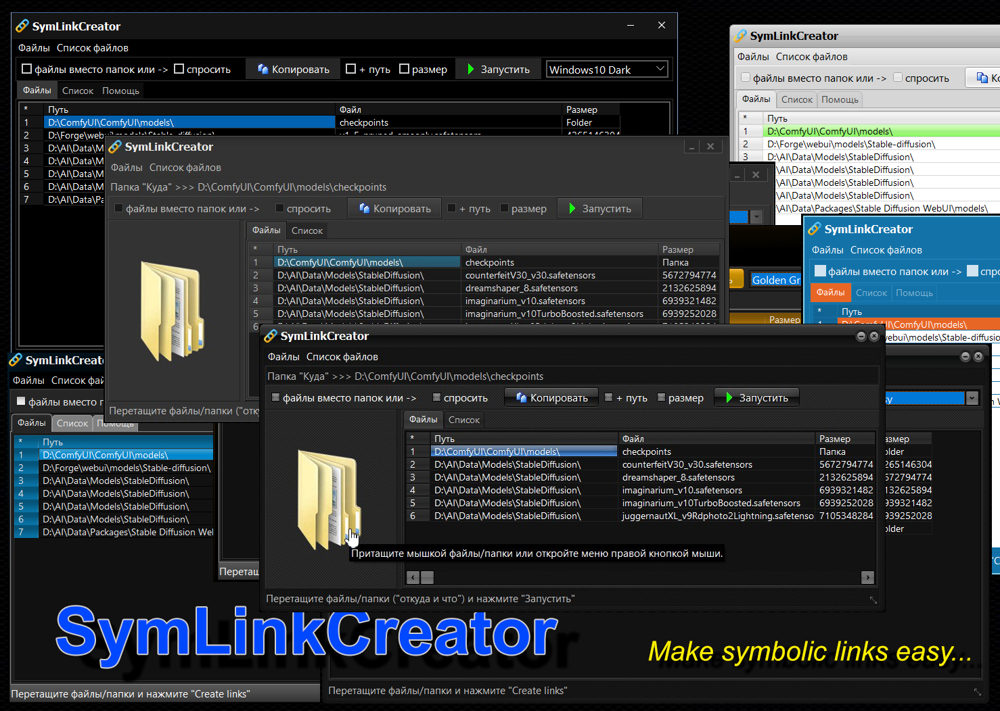 SymLinkCreator
Файлы Список файлов
файлы вместо папок или -> спросить Копировать + путь размер Запустить Windows10 Dark
Файлы Список Помощь
* Путь Файл Размер
1 D:\ComfyUI\ComfyUI\models\ checkpoints Folder
2 D:\Forge\webui\models\Stable-diffusion\ v1-5-pruned-emaonly.safetensors 4265146304
3 D:\AI\Data\M
4 D:\AI\Data\M
5 D:\AI\Data\M
6 D:\AI\Data\M
7 D:\AI\Data\Pa
SymLinkCreator
Файлы Список файлов
файлы вместо папок или -> спросить Ко
Файлы Список Помощь
* Путь
1 D:\ComfyUI\ComfyUI\models\
2 D:\Forge\webui\models\Stable-diffusion\
3 D:\AI\Data\Models\StableDiffusion\
\AI\Data\Models\StableDiffusion\
\AI\Data\Models\StableDiffusion\
\AI\Data\Models\StableDiffusion\
\AI\Data\Packages\Stable Diffusion WebUI\models\
SymLinkCreator
Файлы Список файлов
Папка "Куда" >>> D:\ComfyUI\ComfyUI\models\checkpoints
файлы вместо папок или -> спросить Копировать + путь размер Запустить
Файлы Список
* Путь Файл Размер
1 D:\ComfyUI\ComfyUI\models\ checkpoints Папка
2 D:\AI\Data\Models\StableDiffusion\ counterfeitV30_v30.safetensors 5672794774
3 D:\AI\Data\Models\StableDiffusion\ dreamshaper_8.safetensors 2132625894
4 D:\AI\Data\Models\StableDiffusion\ imaginarium_v10.safetensors 6939321482
5 D:\AI\Data\Models\StableDiffusion\ imaginarium_v10TurboBoosted.safetensors 6939252028
6
Перетащите файлы/папки ("отку
Golden Gr
Размер
SymLinkCreator
Файлы Список файлов
файлы вместо папок или -> спро
Файлы Список Помощь
* Путь
1 D:\ComfyUI\ComfyUI\models\
webui\models\Stable-diffusio
SymLinkCreato
Файлы Список фай
файлы вместо п
Файлы Список Помощь
* Путь
1 D:\ComfyUI\ComfyUI\models\
2 D:\Forge\webui\models\Stable-diffusion\
3 D:\AI\Data\Models\StableDiffusion\
4 D:\AI\Data\Models\StableDiffusion\
5 D:\AI\Data\Models\StableDiffusion\
6 D:\AI\Data\Models\StableDiffusion\
7 D:\AI\Data\Packages\Stable Diffusion Wel
Перетащите файлы/папки и нажмите "Create links"
Перетащ
SymLinkCreator
Файлы Список файлов
Папка "Куда" >>> D:\ComfyUI\ComfyUI\models\checkpoints
файлы вместо папок или -> спросить Копировать + путь размер Запустить
Файлы Список
* Путь Файл Размер
1 D:\ComfyUI\ComfyUI\models\ checkpoints Папка
2 D:\AI\Data\Models\StableDiffusion\ counterfeitV30_v30.safetensors 5672794774
3 D:\AI\Data\Models\StableDiffusion\ dreamshaper_8.safetensors 2132625894
4 D:\AI\Data\Models\StableDiffusion\ imaginarium_v10.safetensors 6939321482
5 D:\AI\Data\Models\StableDiffusion\ imaginarium_v10TurboBoosted.safetensors 6939252028
6 D:\AI\Data\Models\StableDiffusion\ juggernautXL_v9Rdphoto2Lightning.safetenso 7105348284
Притащите мышкой файлы/папки или откройте меню правой кнопкой мыши.
Перетащите файлы/папки ("откуда и что") и нажмите "Запустить"
азмер
older
265146304
672794774
132625894
939321482
939252028
older
Перетащите файлы/папки и нажмите "Create links"
SymLinkCreator
Make symbolic links easy...